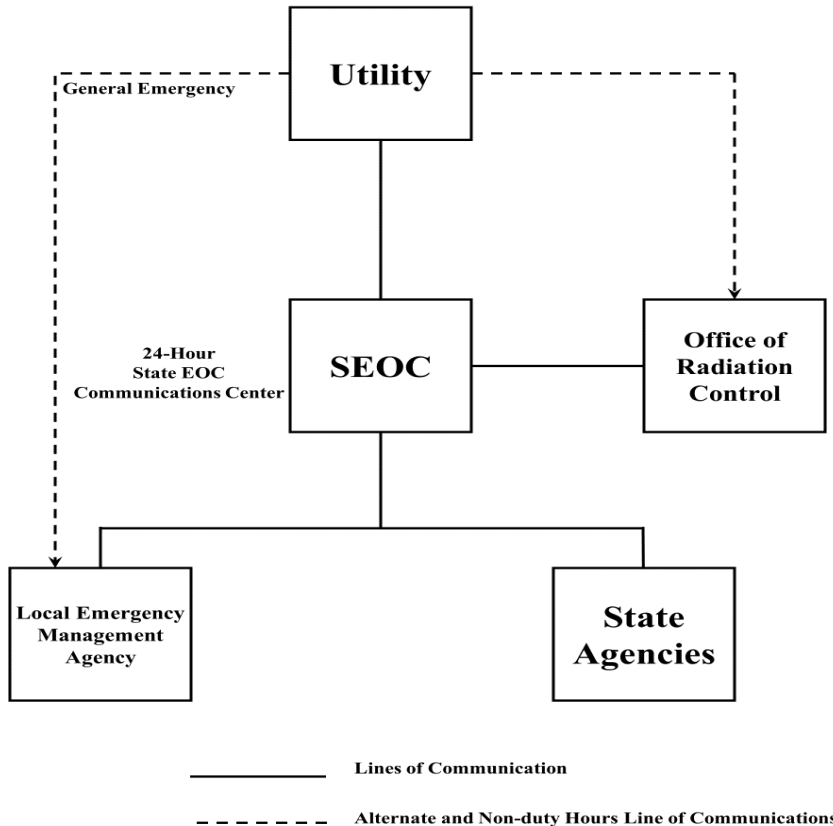 Utility
General Emergency
24-Hour
State EOC
Communications Center
SEOC
Office of
Radiation
Control
Local Emergency
Management
Agency
State
Agencies
Lines of Communication
Alternate and Non-duty Hours Line of Communications